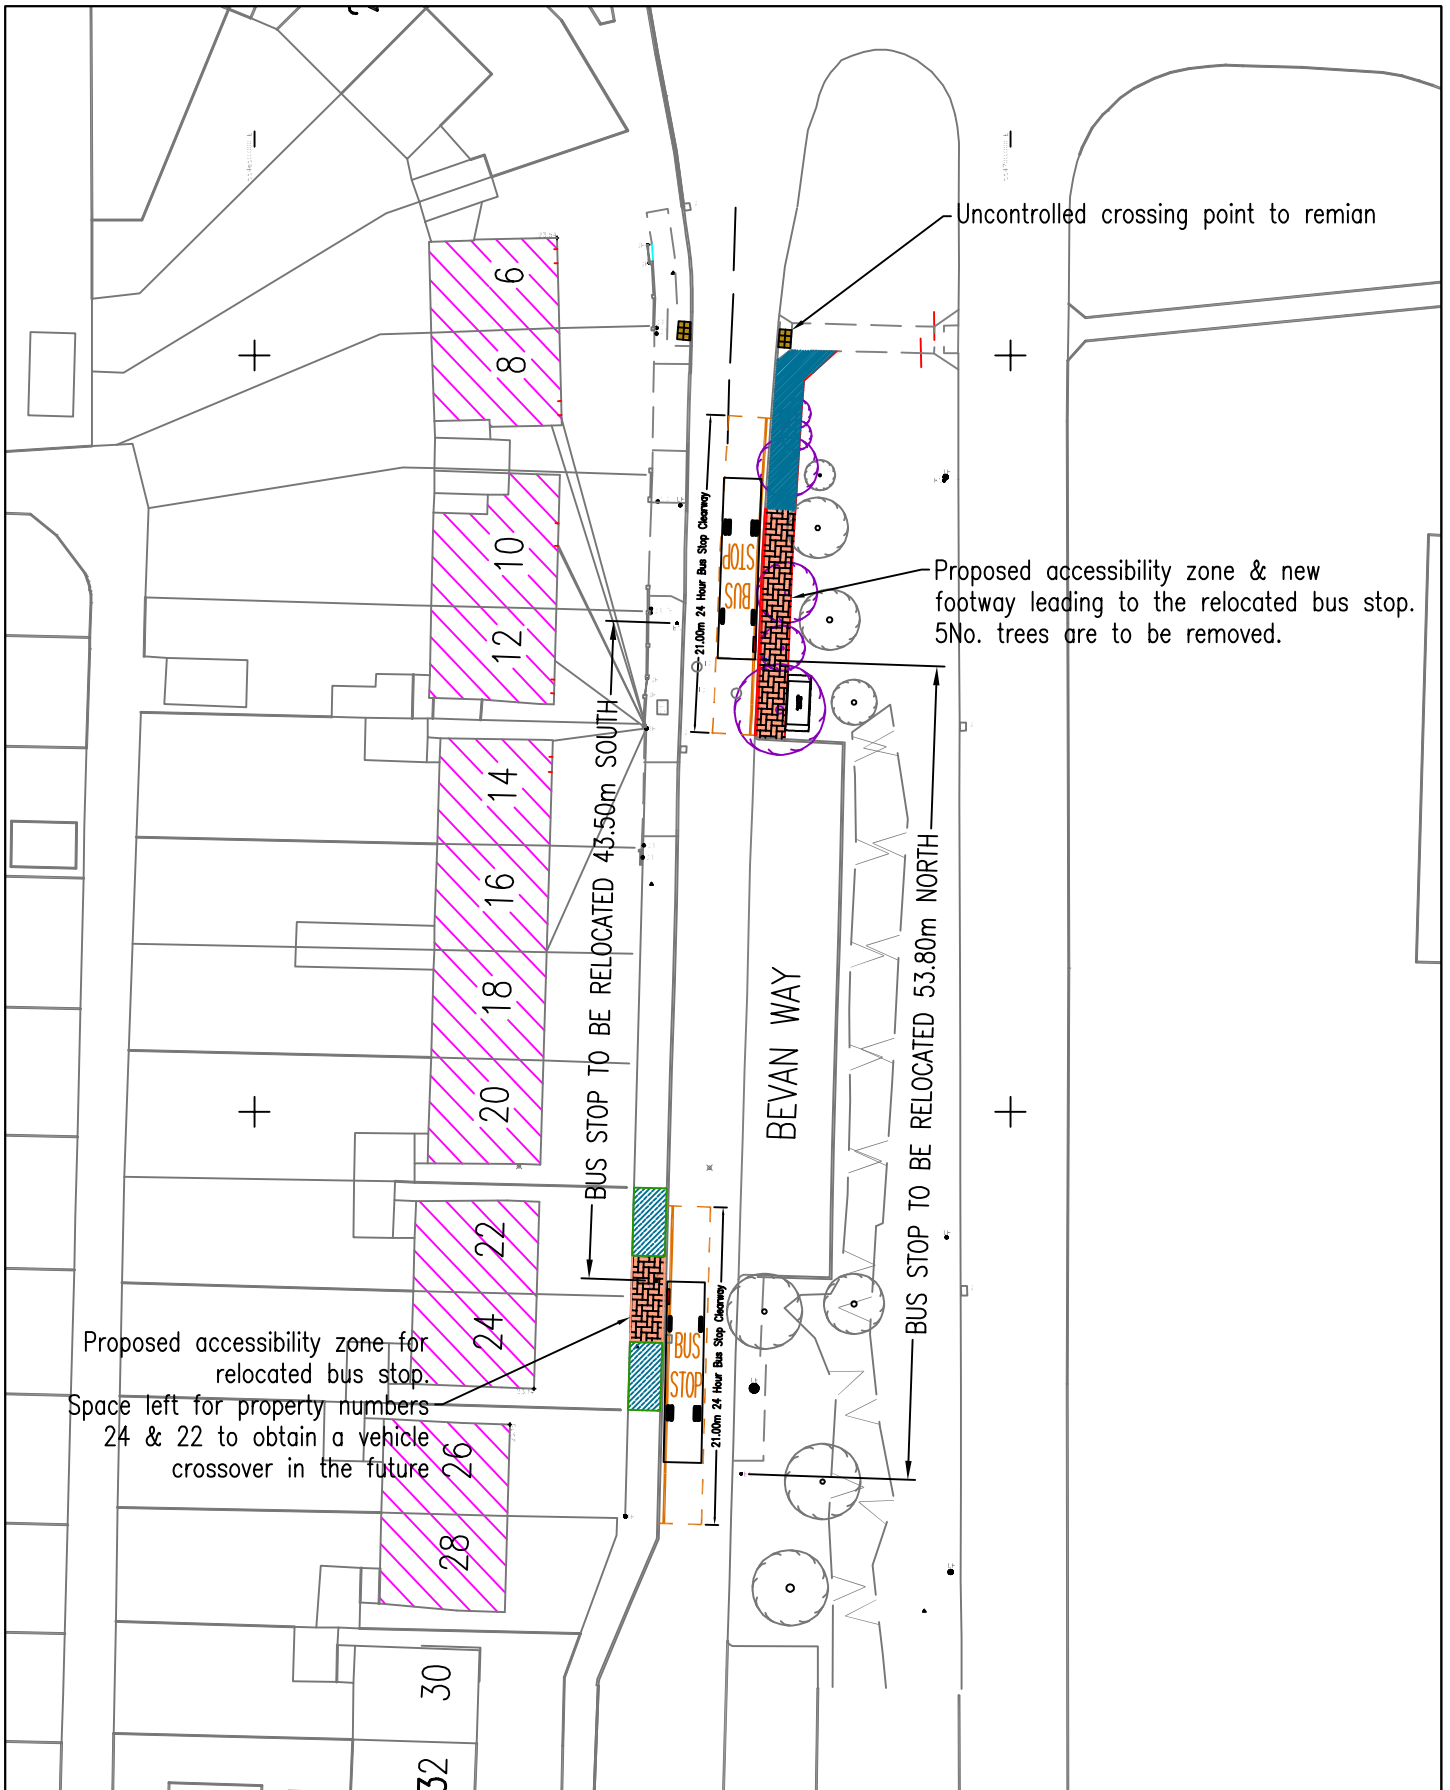 Uncontrolled crossing point to remian
6
8
10
12
14
16
18
20
22
24
26
28
30
32
21.00m 24 Hour Bus Stop Clearway
BUS
STOP
Proposed accessibility zone & new
footway leading to the relocated bus stop.
5No. trees are to be removed.
BUS STOP TO BE RELOCATED 43.50m SOUTH
BEVAN WAY
BUS STOP TO BE RELOCATED 53.80m NORTH
21.00m 24 Hour Bus Stop Clearway
BUS
STOP
Proposed accessibility zone for
relocated bus stop.
Space left for property numbers
24 & 22 to obtain a vehicle
crossover in the future